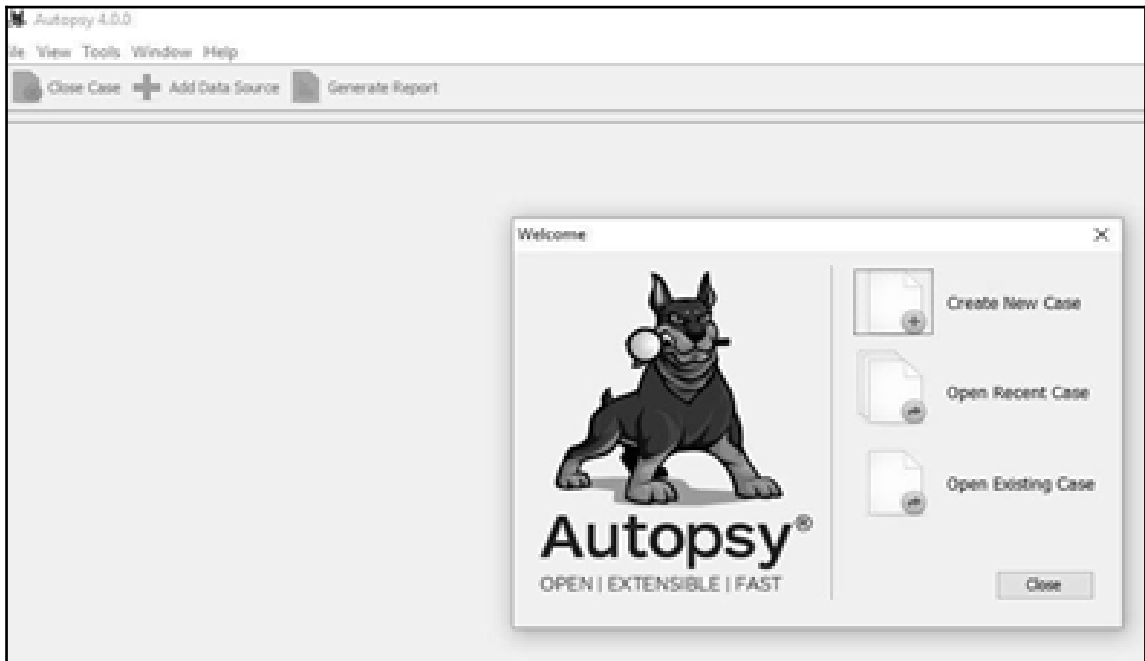 Autopsy 4.0.0
ile View Tools Window Help
Close Case Add Data Source Generate Report
Welcome
Create New Case
Open Recent Case
Open Existing Case
Autopsy®
OPEN | EXTENSIBLE | FAST
Close